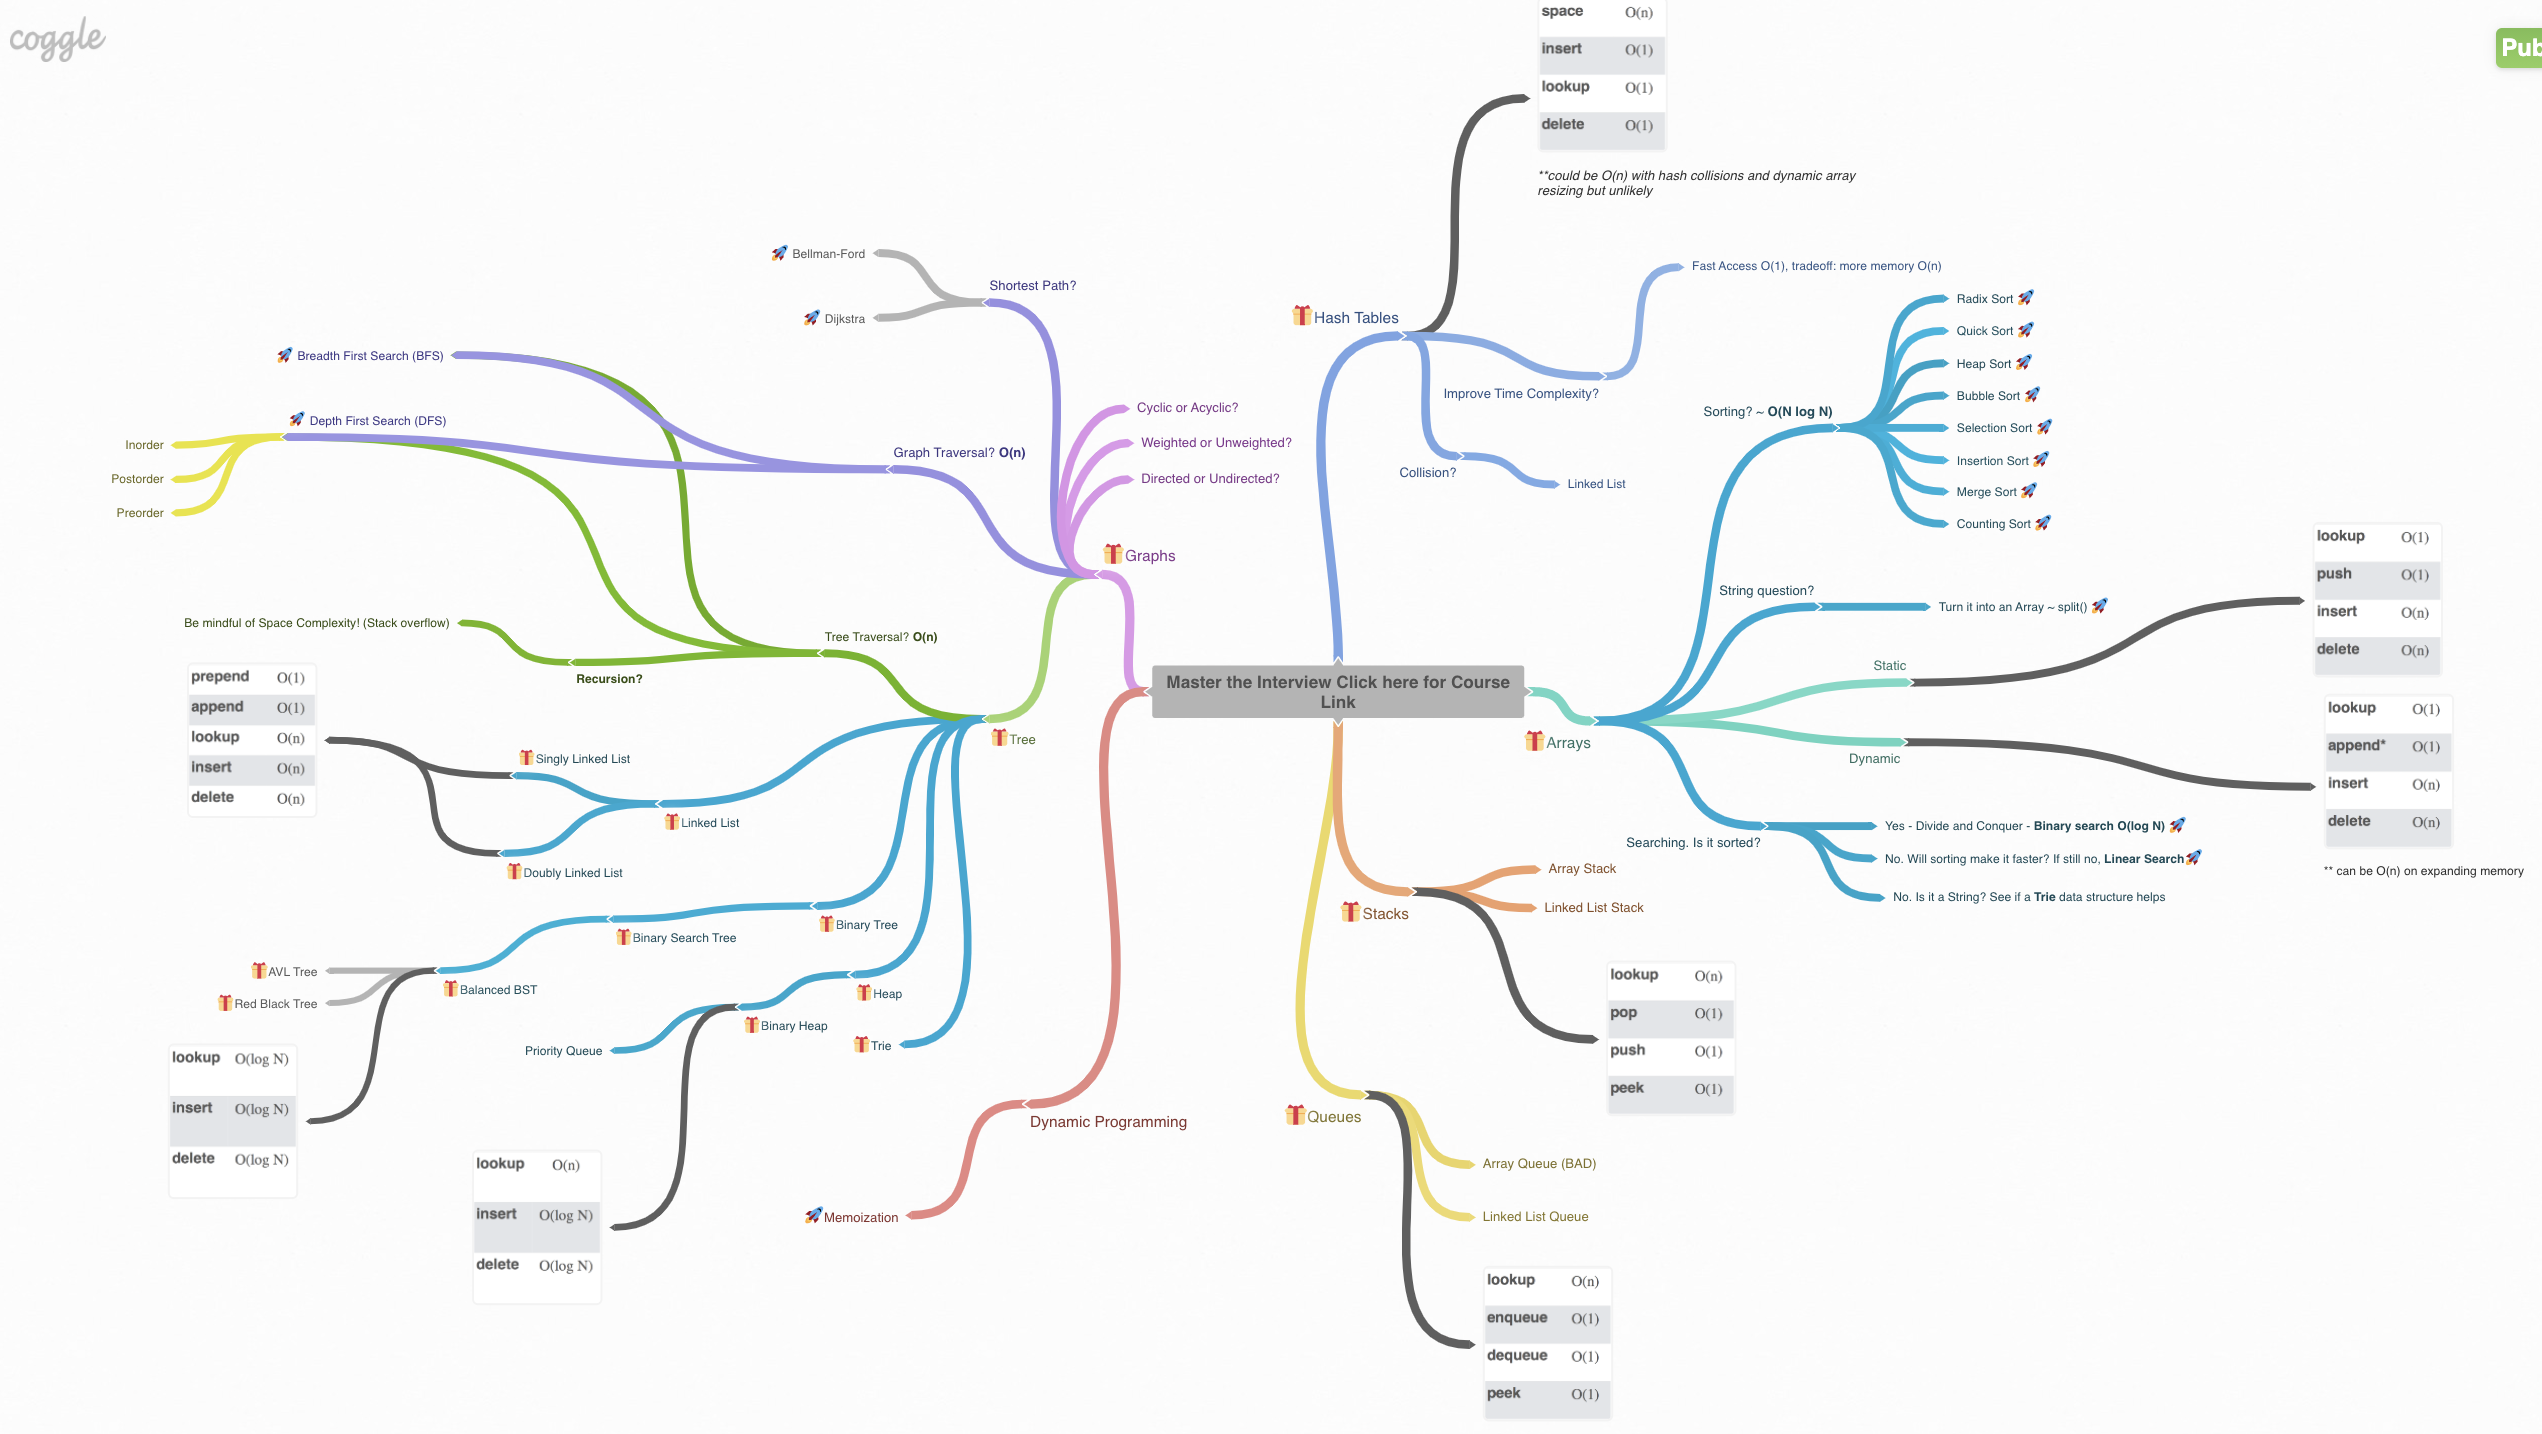 coggle
Pub
space O(n)
insert O(1)
lookup O(1)
delete O(1)
**could be O(n) with hash collisions and dynamic array
resizing but unlikely
Bellman-Ford
Dijkstra
Shortest Path?
Breadth First Search (BFS)
Depth First Search (DFS)
Inorder
Postorder
Preorder
Graph Traversal? O(n)
Cyclic or Acyclic?
Weighted or Unweighted?
Directed or Undirected?
Graphs
Hash Tables
Fast Access O(1), tradeoff: more memory O(n)
Improve Time Complexity?
Collision?
Linked List
Sorting? ~ O(N log N)
Radix Sort
Quick Sort
Heap Sort
Bubble Sort
Selection Sort
Insertion Sort
Merge Sort
Counting Sort
String question?
Turn it into an Array ~ split()
Static
Dynamic
lookup O(1)
push O(1)
insert O(n)
delete O(n)
lookup O(1)
append* O(1)
insert O(n)
delete O(n)
** can be O(n) on expanding memory
Master the Interview Click here for Course
Link
Arrays
Searching. Is it sorted?
Yes - Divide and Conquer - Binary search O(log N)
No. Will sorting make it faster? If still no, Linear Search
No. Is it a String? See if a Trie data structure helps
Be mindful of Space Complexity! (Stack overflow)
Recursion?
Tree Traversal? O(n)
Tree
prepend O(1)
append O(1)
lookup O(n)
insert O(n)
delete O(n)
Singly Linked List
Linked List
Doubly Linked List
Binary Tree
Binary Search Tree
Balanced BST
AVL Tree
Red Black Tree
lookup O(log N)
insert O(log N)
delete O(log N)
Heap
Binary Heap
Priority Queue
Trie
lookup O(n)
insert O(log N)
delete O(log N)
Dynamic Programming
Memoization
Stacks
Array Stack
Linked List Stack
lookup O(n)
pop O(1)
push O(1)
peek O(1)
Queues
Array Queue (BAD)
Linked List Queue
lookup O(n)
enqueue O(1)
dequeue O(1)
peek O(1)